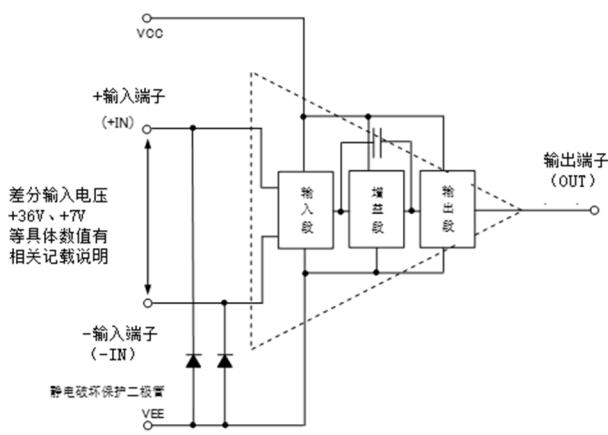 VCC
+输入端子
(+IN)
差分输入电压
+36V、+7V
等具体数值有
相关记载说明
输入段
增益段
输出段
输出端子
(OUT)
-输入端子
(-IN)
静电破坏保护二极管
VEE